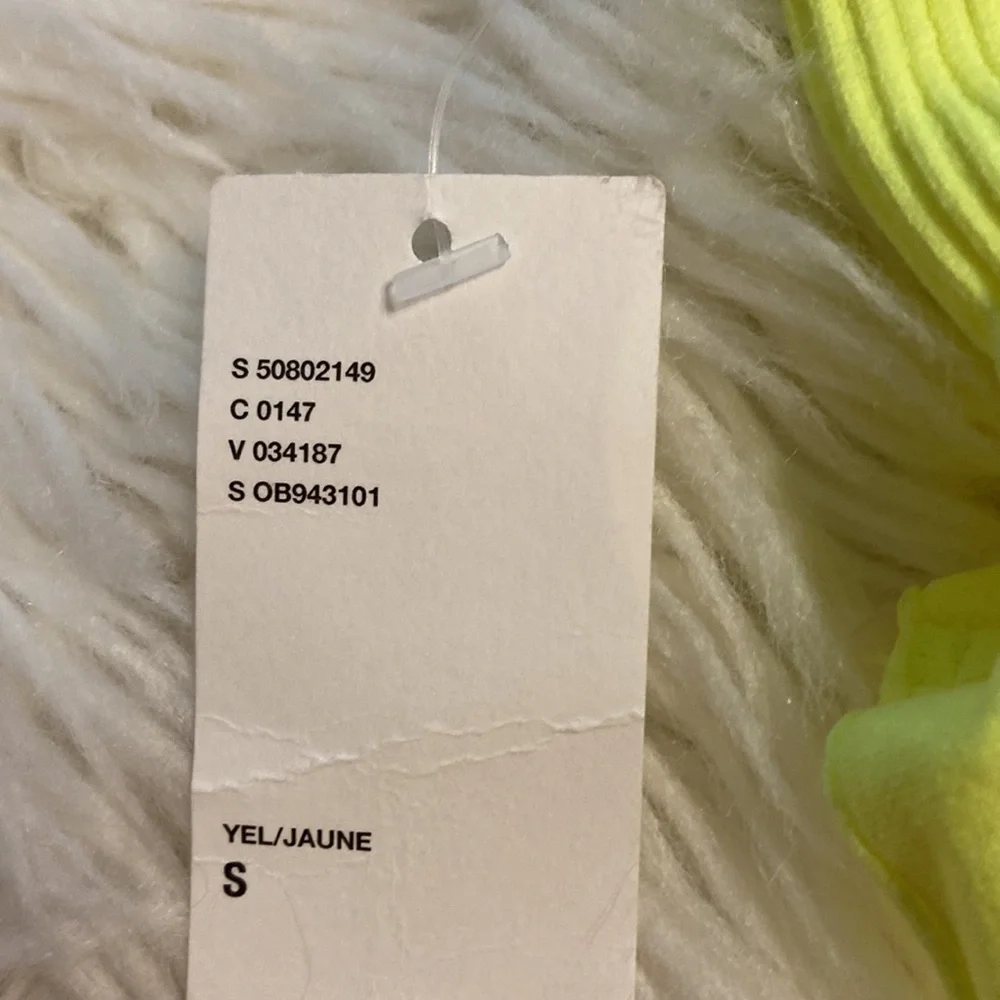 S 50802149
C 0147
V 034187
S OB943101
YEL/JAUNE
S